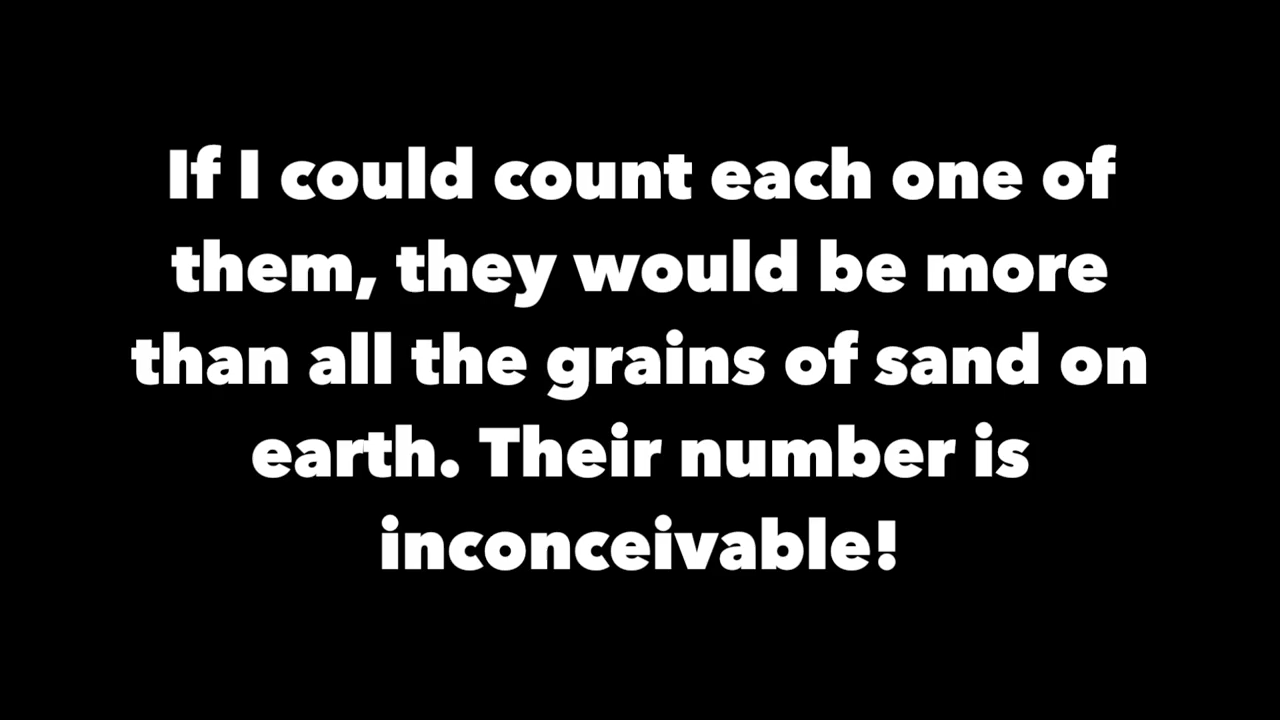 If I could count each one of
them, they would be more
than all the grains of sand on
earth. Their number is
inconceivable!